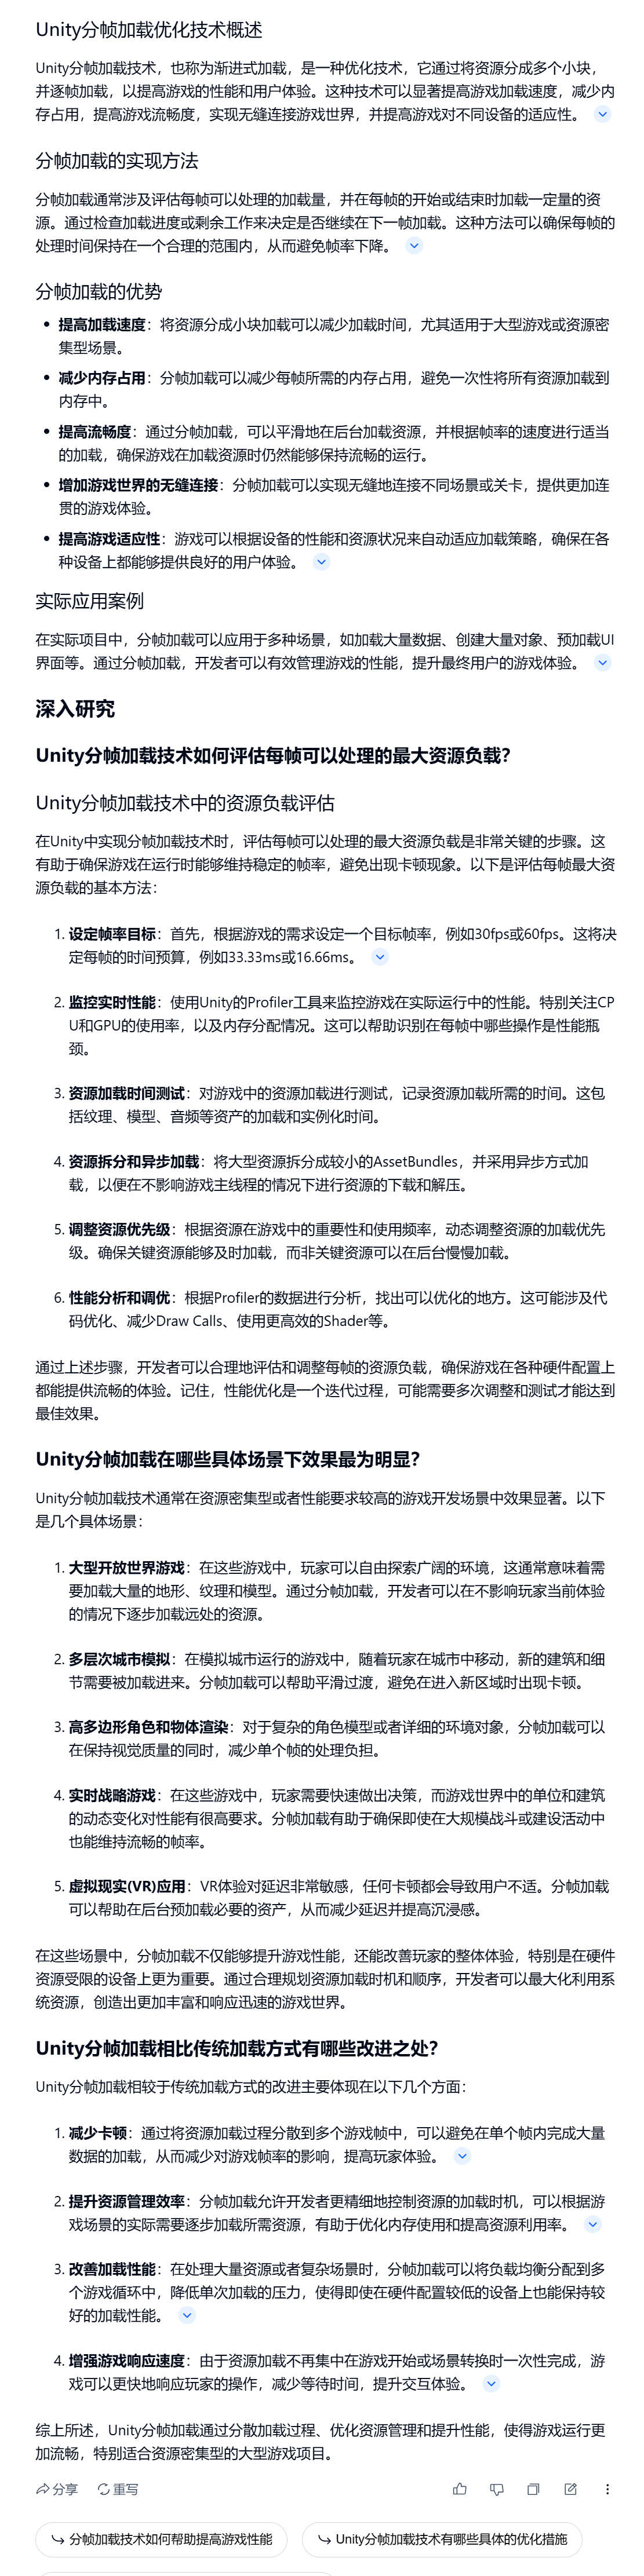 Unity分帧加载优化技术概述
Unity分帧加载技术，也称为渐进式加载，是一种优化技术，它通过将资源分成多个小块，
并逐帧加载，以提高游戏的性能和用户体验。这种技术可以显著提高游戏加载速度，减少内
存占用，提高游戏流畅度，实现无缝连接游戏世界，并提高游戏对不同设备的适应性。
分帧加载的实现方法
分帧加载通常涉及评估每帧可以处理的加载量，并在每帧的开始或结束时加载一定量的资
源。通过检查加载进度或剩余工作来决定是否继续在下一帧加载。这种方法可以确保每帧的
处理时间保持在一个合理的范围内，从而避免帧率下降。
分帧加载的优势
• 提高加载速度：将资源分成小块加载可以减少加载时间，尤其适用于大型游戏或资源密
集型场景。
• 减少内存占用：分帧加载可以减少每帧所需的内存占用，避免一次性将所有资源加载到
内存中。
• 提高流畅度：通过分帧加载，可以平滑地在后台加载资源，并根据帧率的速度进行适当
的加载，确保游戏在加载资源时仍然能够保持流畅的运行。
• 增加游戏世界的无缝连接：分帧加载可以实现无缝地连接不同场景或关卡，提供更加连
贯的游戏体验。
• 提高游戏适应性：游戏可以根据设备的性能和资源状况来自动适应加载策略，确保在各
种设备上都能够提供良好的用户体验。
实际应用案例
在实际项目中，分帧加载可以应用于多种场景，如加载大量数据、创建大量对象、预加载UI
界面等。通过分帧加载，开发者可以有效管理游戏的性能，提升最终用户的游戏体验。
深入研究
Unity分帧加载技术如何评估每帧可以处理的最大资源负载？
Unity分帧加载技术中的资源负载评估
在Unity中实现分帧加载技术时，评估每帧可以处理的最大资源负载是非常关键的步骤。这
有助于确保游戏在运行时能够维持稳定的帧率，避免出现卡顿现象。以下是评估每帧最大资
源负载的基本方法：
1. 设定帧率目标：首先，根据游戏的需求设定一个目标帧率，例如30fps或60fps。这将决
定每帧的时间预算，例如33.33ms或16.66ms。
2. 监控实时性能：使用Unity的Profiler工具来监控游戏在实际运行中的性能。特别关注CP
U和GPU的使用率，以及内存分配情况。这可以帮助识别在每帧中哪些操作是性能瓶
颈。
3. 资源加载时间测试：对游戏中的资源加载进行测试，记录资源加载所需的时间。这包
括纹理、模型、音频等资产的加载和实例化时间。
4. 资源拆分和异步加载：将大型资源拆分成较小的AssetBundles，并采用异步方式加
载，以便在不影响游戏主线程的情况下进行资源的下载和解压。
5. 调整资源优先级：根据资源在游戏中的重要性和使用频率，动态调整资源的加载优先
级。确保关键资源能够及时加载，而非关键资源可以在后台慢慢加载。
6. 性能分析和调优：根据Profiler的数据进行分析，找出可以优化的地方。这可能涉及代
码优化、减少Draw Calls、使用更高效的Shader等。
通过上述步骤，开发者可以合理地评估和调整每帧的资源负载，确保游戏在各种硬件配置上
都能提供流畅的体验。记住，性能优化是一个迭代过程，可能需要多次调整和测试才能达到
最佳效果。
Unity分帧加载在哪些具体场景下效果最为明显？
Unity分帧加载技术通常在资源密集型或者性能要求较高的游戏开发场景中效果显著。以下
是几个具体场景：
1. 大型开放世界游戏：在这些游戏中，玩家可以自由探索广阔的环境，这通常意味着需
要加载大量的地形、纹理和模型。通过分帧加载，开发者可以在不影响玩家当前体验
的情况下逐步加载远处的资源。
2. 多层次城市模拟：在模拟城市运行的游戏中，随着玩家在城市中移动，新的建筑和细
节需要被加载进来。分帧加载可以帮助平滑过渡，避免在进入新区域时出现卡顿。
3. 高多边形角色和物体渲染：对于复杂的角色模型或者详细的环境对象，分帧加载可以
在保持视觉质量的同时，减少单个帧的处理负担。
4. 实时战略游戏：在这些游戏中，玩家需要快速做出决策，而游戏世界中的单位和建筑
的动态变化对性能有很高要求。分帧加载有助于确保即使在大规模战斗或建设活动中
也能维持流畅的帧率。
5. 虚拟现实(VR)应用：VR体验对延迟非常敏感，任何卡顿都会导致用户不适。分帧加载
可以帮助在后台预加载必要的资产，从而减少延迟并提高沉浸感。
在这些场景中，分帧加载不仅能够提升游戏性能，还能改善玩家的整体体验，特别是在硬件
资源受限的设备上更为重要。通过合理规划资源加载时机和顺序，开发者可以最大化利用系
统资源，创造出更加丰富和响应迅速的游戏世界。
Unity分帧加载相比传统加载方式有哪些改进之处？
Unity分帧加载相较于传统加载方式的改进主要体现在以下几个方面：
1. 减少卡顿：通过将资源加载过程分散到多个游戏帧中，可以避免在单个帧内完成大量
数据的加载，从而减少对游戏帧率的影响，提高玩家体验。
2. 提升资源管理效率：分帧加载允许开发者更精细地控制资源的加载时机，可以根据游
戏场景的实际需要逐步加载所需资源，有助于优化内存使用和提高资源利用率。
3. 改善加载性能：在处理大量资源或者复杂场景时，分帧加载可以将负载均衡分配到多
个游戏循环中，降低单次加载的压力，使得即使在硬件配置较低的设备上也能保持较
好的加载性能。
4. 增强游戏响应速度：由于资源加载不再集中在游戏开始或场景转换时一次性完成，游
戏可以更快地响应玩家的操作，减少等待时间，提升交互体验。
综上所述，Unity分帧加载通过分散加载过程、优化资源管理和提升性能，使得游戏运行更
加流畅，特别适合资源密集型的大型游戏项目。
分享 重写
分帧加载技术如何帮助提高游戏性能 Unity分帧加载技术有哪些具体的优化措施